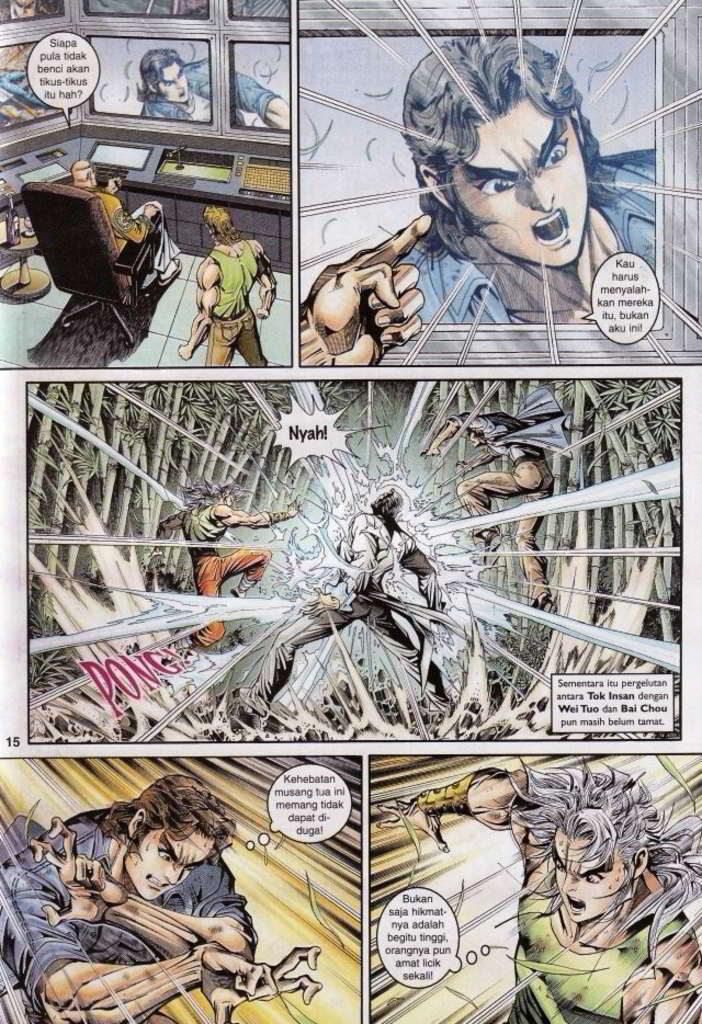 Siapa
pula tidak
benci akan
tikus-tikus
itu hah?
Kau
harus
menyalah-
kan mereka
ini, bukan
aku ini!
Nyah!
PONG!
Sementara itu pergelutan
antara Tok Insan dengan
Wei Tuo dan Bai Chou
pun masih belum tamat.
15
Kehebatan
musang tua ini
memang tidak
dapat di-
duga!
Bukan
saja hikmat-
nya adalah
begitu tinggi,
orangnya pun
amat licik
sekali!